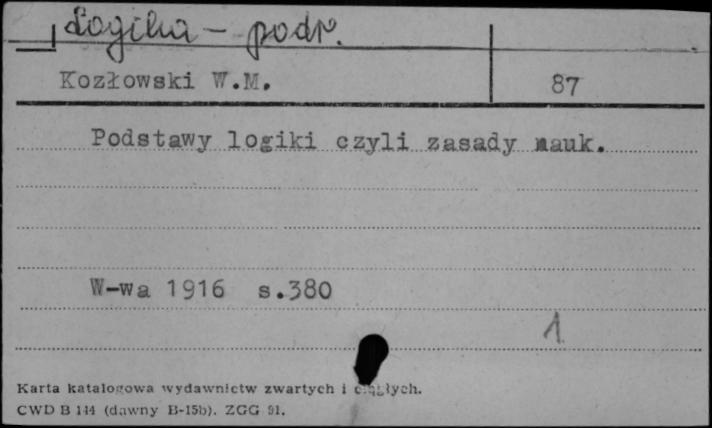 Logika - podr.
Kozłowski W.M. 87
Podstawy logiki czyli zasady nauk.
W-wa 1916 s.380
1
Karta katalogowa wydawnictw zwartych i ciągłych.
CWD B 144 (dawny B-15b). ZGG 91.